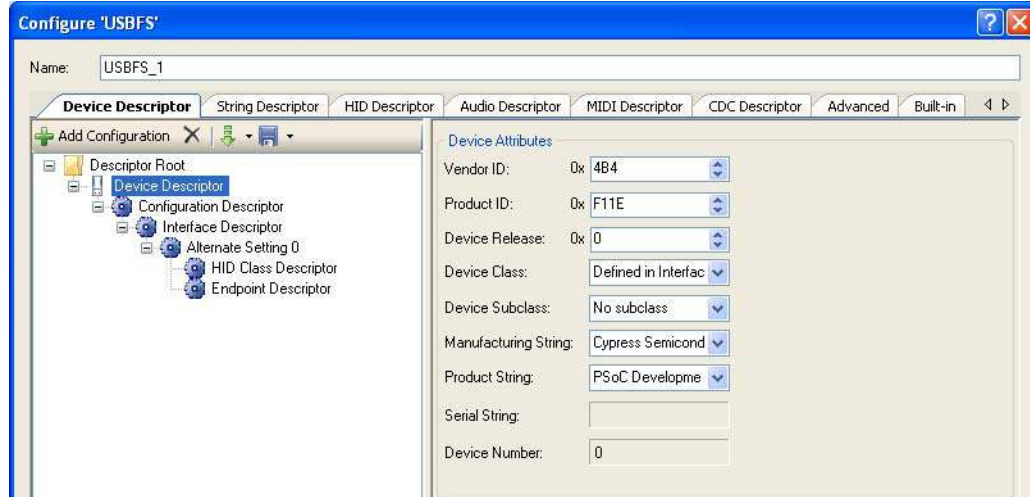 Configure 'USBFS'
Name: USBFS_1
Device Descriptor String Descriptor HID Descriptor Audio Descriptor MIDI Descriptor CDC Descriptor Advanced Built-in
Add Configuration
Descriptor Root
Device Descriptor
Configuration Descriptor
Interface Descriptor
Alternate Setting 0
HID Class Descriptor
Endpoint Descriptor
Device Attributes
Vendor ID: 0x 4B4
Product ID: 0x F11E
Device Release: 0x 0
Device Class: Defined in Interfac
Device Subclass: No subclass
Manufacturing String: Cypress Semicond
Product String: PSoC Developme
Serial String:
Device Number: 0